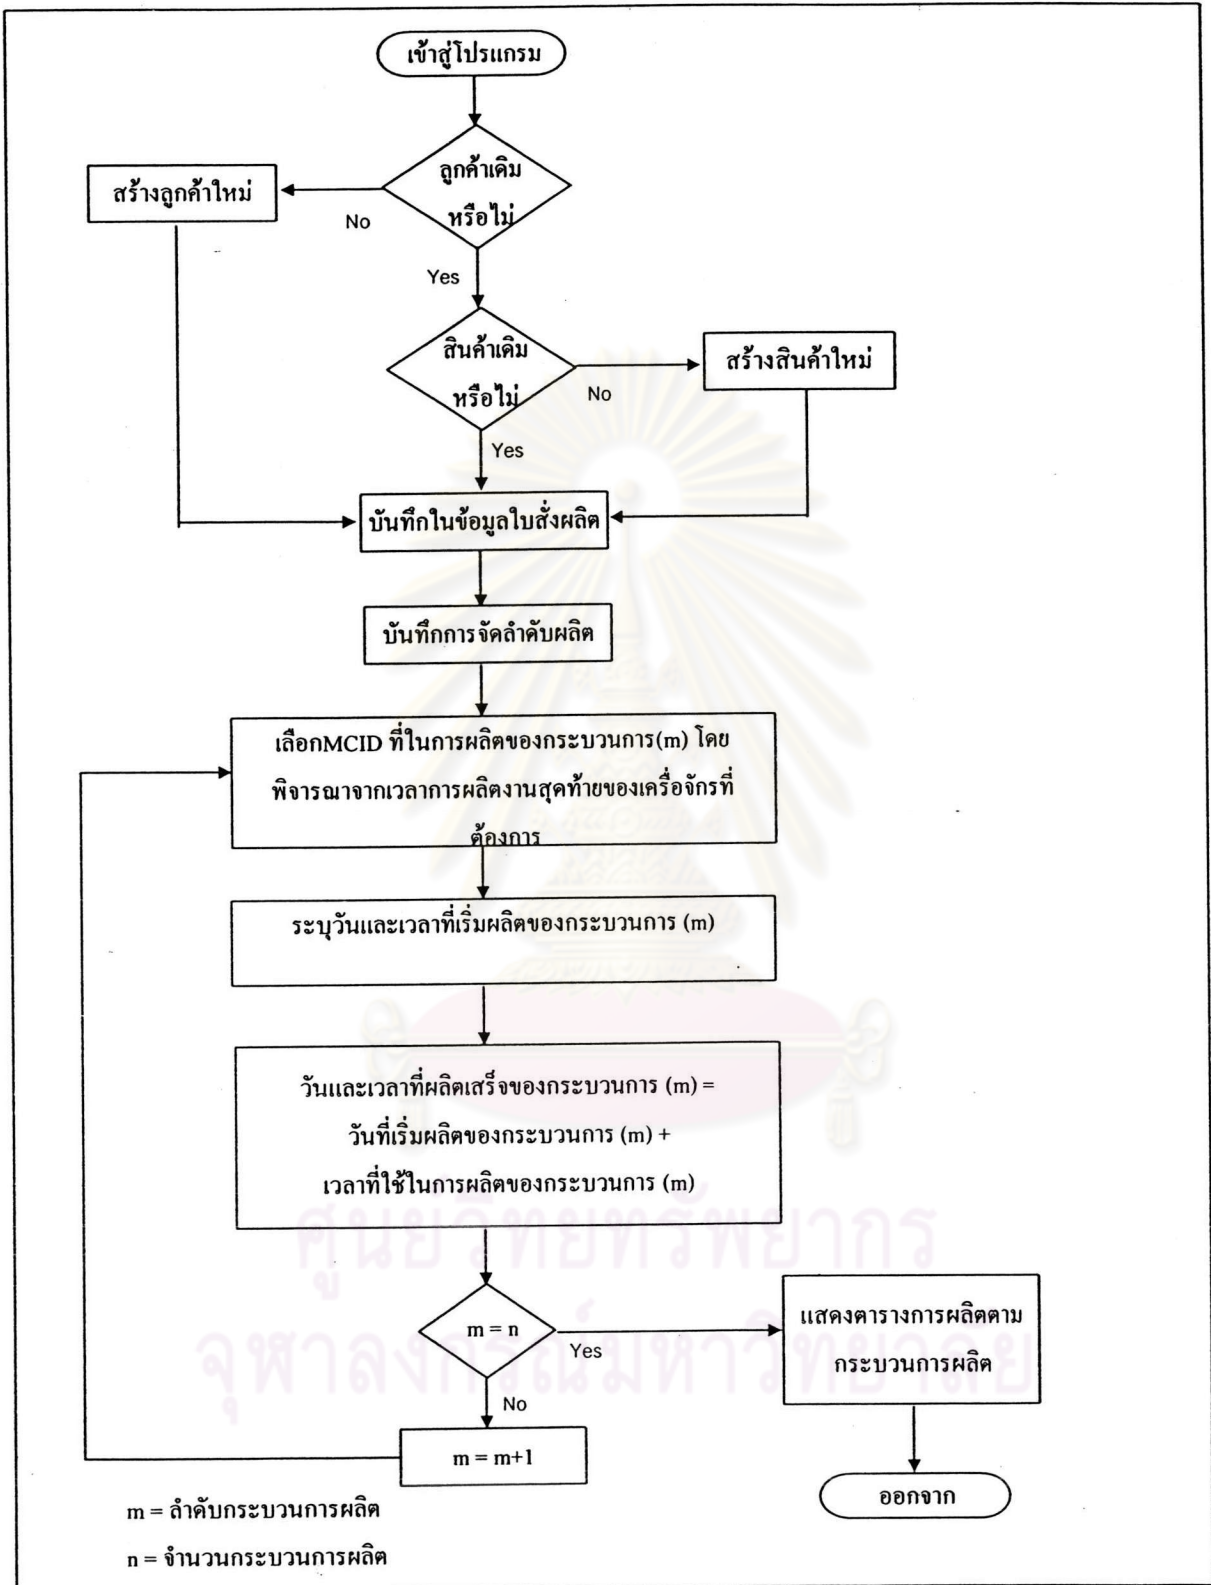 เข้าสู่โปรแกรม
ลูกค้าเดิม
หรือไม่
สร้างลูกค้าใหม่
No
Yes
สินค้าเดิม
หรือไม่
สร้างสินค้าใหม่
No
Yes
บันทึกในข้อมูลใบสั่งผลิต
บันทึกการจัดลำดับผลิต
เลือกMCID ที่ในการผลิตของกระบวนการ(m) โดย
พิจารณาจากเวลาการผลิตงานสุดท้ายของเครื่อจักรที่
ต้องการ
ระบุวันและเวลาที่เริ่มผลิตของกระบวนการ (m)
วันและเวลาที่ผลิตเสร็จของกระบวนการ (m) =
วันที่เริ่มผลิตของกระบวนการ (m) +
เวลาที่ใช้ในการผลิตของกระบวนการ (m)
ศูนย์วิทยทรัพยากร
จุฬาลงกรณ์มหาวิทยาลัย
m = n
Yes
แสดงตารางการผลิตตาม
กระบวนการผลิต
No
m = m+1
ออกจาก
m = ลำดับกระบวนการผลิต
n = จำนวนกระบวนการผลิต